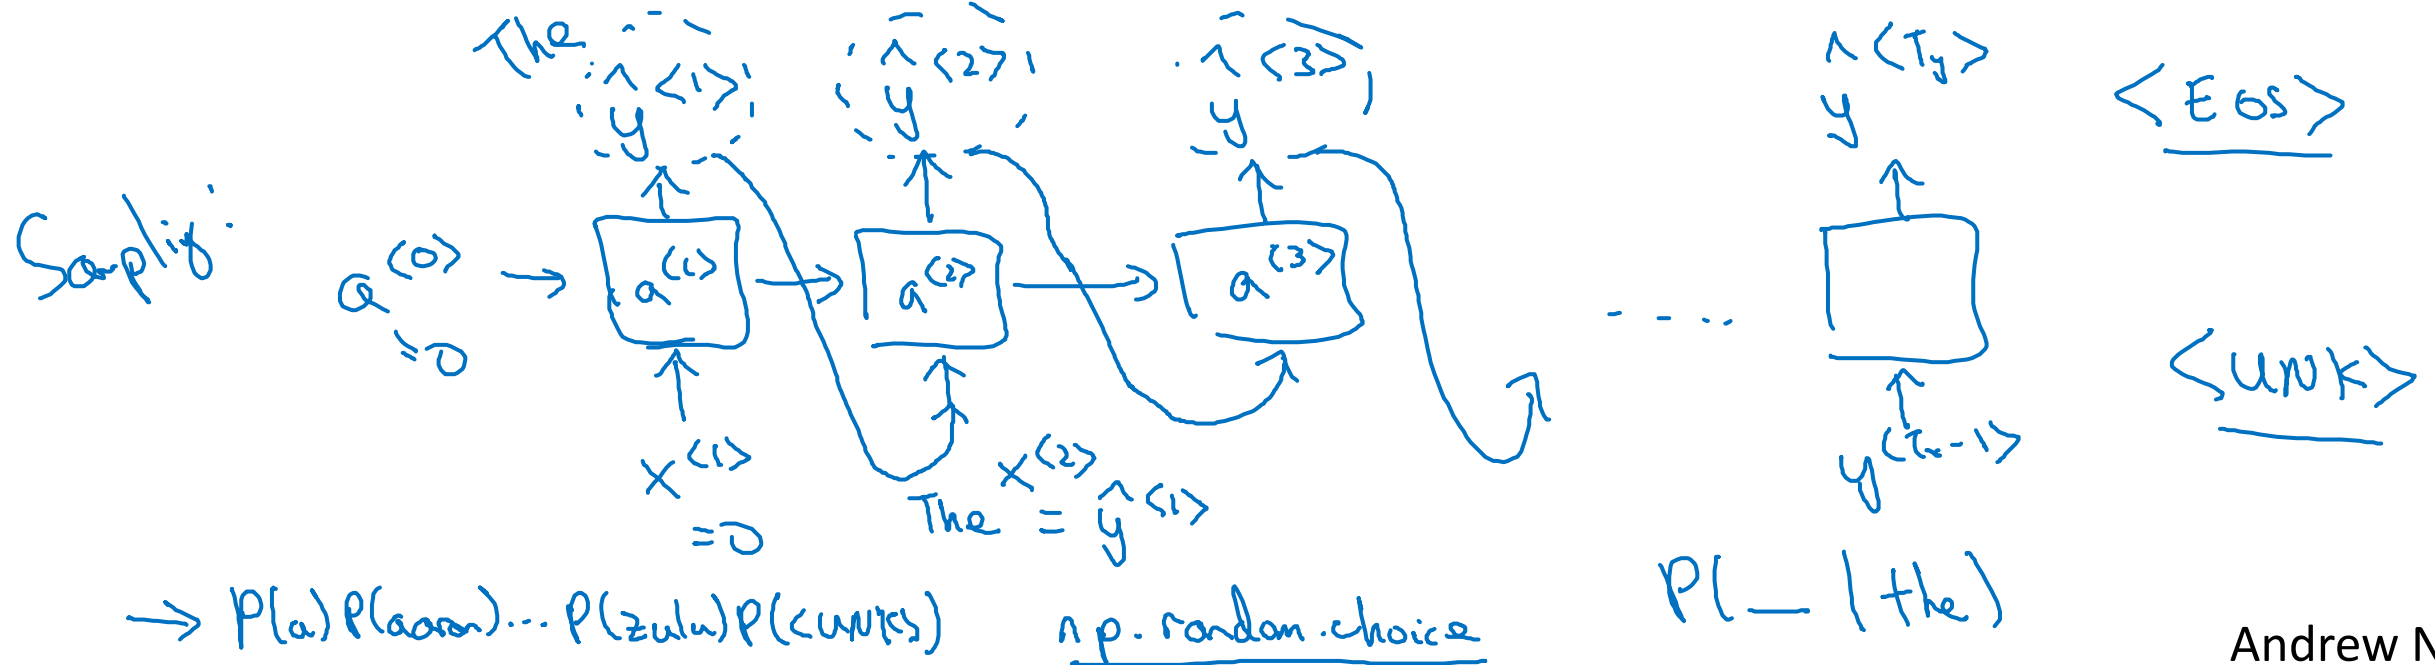 The
ŷ<1> ŷ<2> ŷ<3> ŷ<Ty> <EOS>
Sampling:
a<0> → a<1> → a<2> → a<3> ----
=0
<UNK>
x<1> x<2> y<Tx-1>
=0 The = ŷ<1>
→ P(a) P(aaron) ... P(zulu) P(<UNK>) np.random.choice P(__ | the)
Andrew N